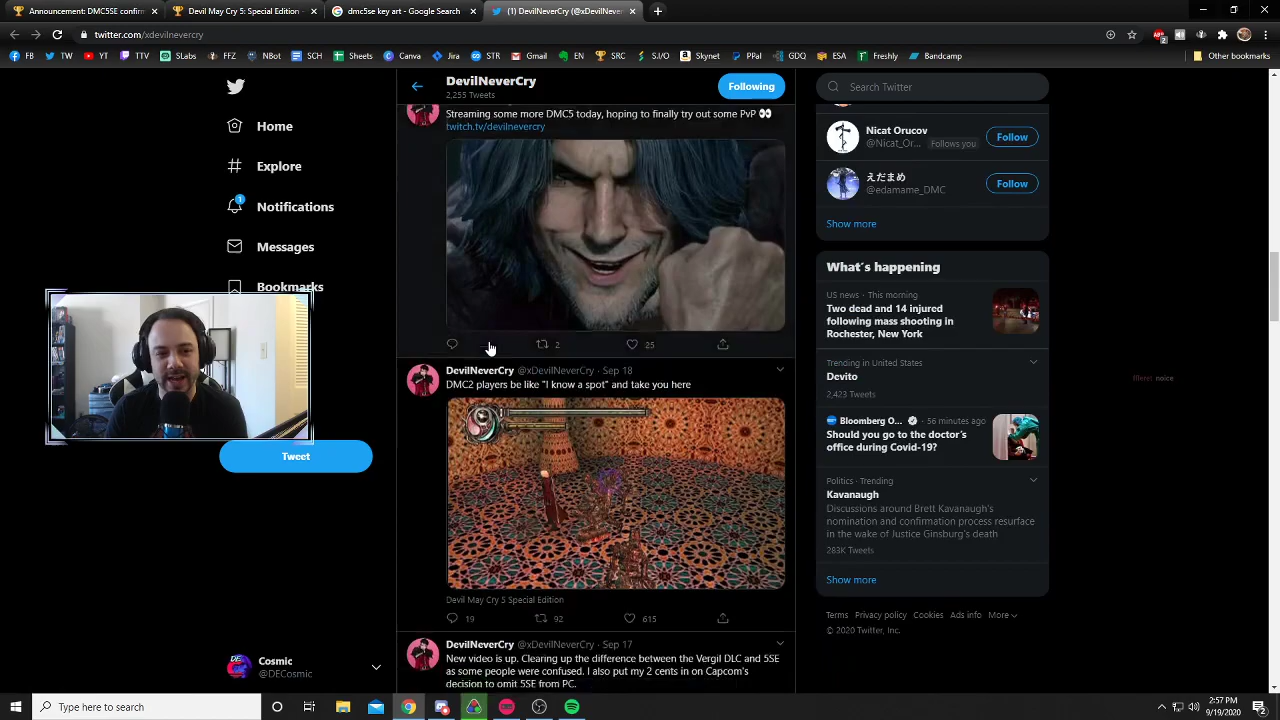 Announcement: DMC5SE confirm
Devil May Cry 5 Special Edition -
dmc5se key art - Google Search
(1) DevilNeverCry (@xDevilNever
twitter.com/xdevilnevercry
FB TW YT TTV SLabs FFZ NBot SCH Sheets Canva Jira STR Gmail EN SRC S.I/O Skynet PPal GDQ ESA Freshly Bandcamp Other bookmarks
DevilNeverCry
2,255 Tweets
Following
Search Twitter
Home
Explore
1
Notifications
Messages
Bookmarks
Tweet
Cosmic
@DECosmic
Streaming some more DMC5 today, hoping to finally try out some PvP 👀
twitch.tv/devilnevercry
2 25
DevilNeverCry @xDevilNeverCry · Sep 18
DMC2 players be like "I know a spot" and take you here
Devil May Cry 5 Special Edition
19 92 615
DevilNeverCry @xDevilNeverCry · Sep 17
New video is up. Clearing up the difference between the Vergil DLC and 5SE
as some people were confused. I also put my 2 cents in on Capcom's
decision to omit 5SE from PC.
Nicat Orucov
@Nicat_Or... Follows you
Follow
えだまめ
@edamame_DMC
Follow
Show more
What's happening
US news · This morning
Two dead and 14 injured
following mass shooting in
Rochester, New York
Trending in United States
Devito
2,423 Tweets
Bloomberg O... · 56 minutes ago
Should you go to the doctor's
office during Covid-19?
Politics · Trending
Kavanaugh
Discussions around Brett Kavanaugh's
nomination and confirmation process resurface
in the wake of Justice Ginsburg's death
283K Tweets
Show more
Terms Privacy policy Cookies Ads info More
© 2020 Twitter, Inc.
noice
Type here to search
2:57 PM
9/19/2020